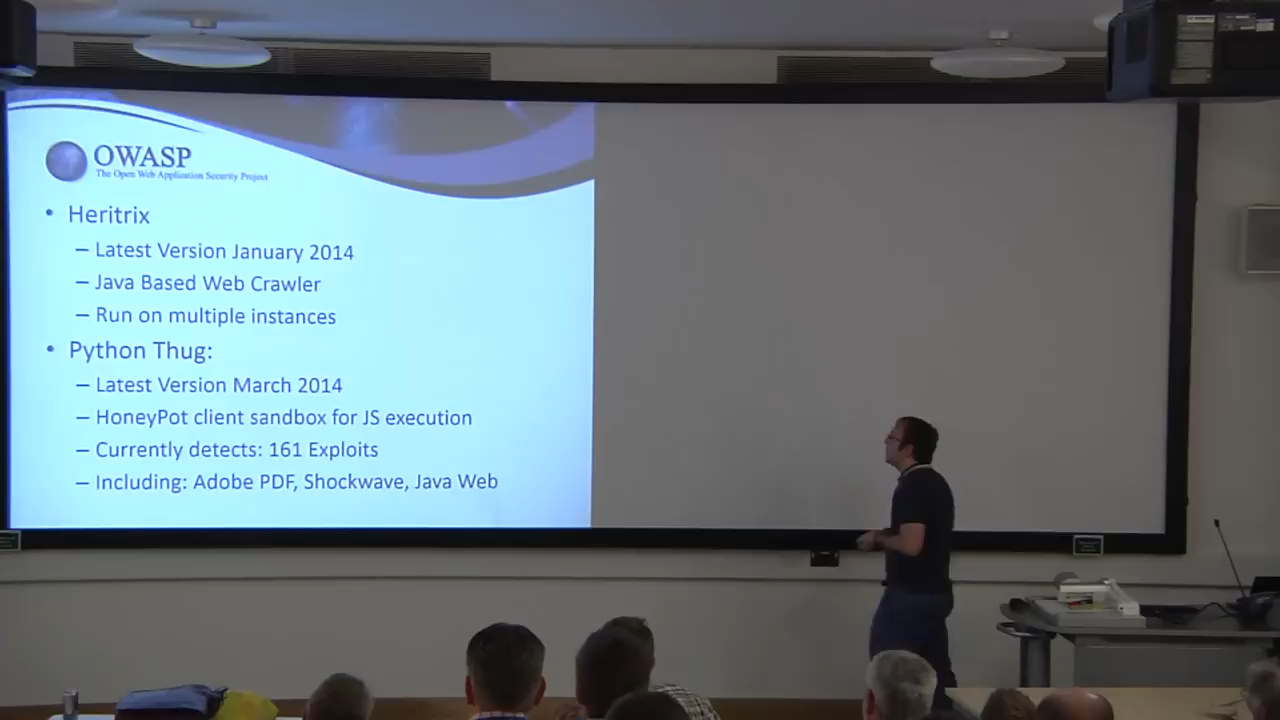 OWASP
The Open Web Application Security Project
• Heritrix
– Latest Version January 2014
– Java Based Web Crawler
– Run on multiple instances
• Python Thug:
– Latest Version March 2014
– HoneyPot client sandbox for JS execution
– Currently detects: 161 Exploits
– Including: Adobe PDF, Shockwave, Java Web